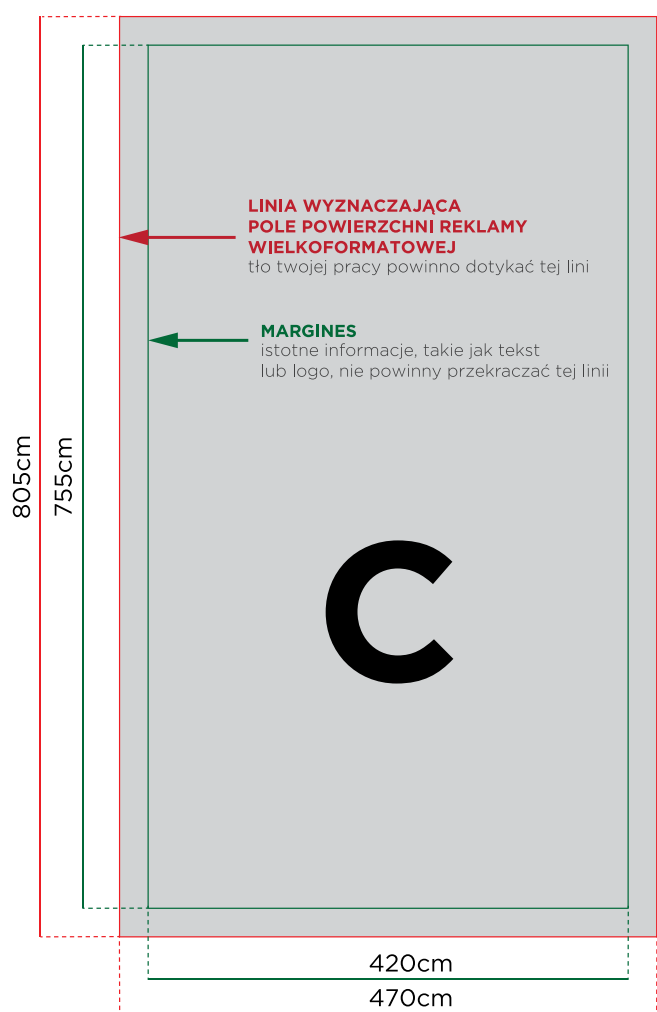 LINIA WYZNACZAJĄCA
POLE POWIERZCHNI REKLAMY
WIELKOFORMATOWEJ
tło twojej pracy powinno dotykać tej lini
MARGINES
istotne informacje, takie jak tekst
lub logo, nie powinny przekraczać tej linii
805cm
755cm
C
420cm
470cm